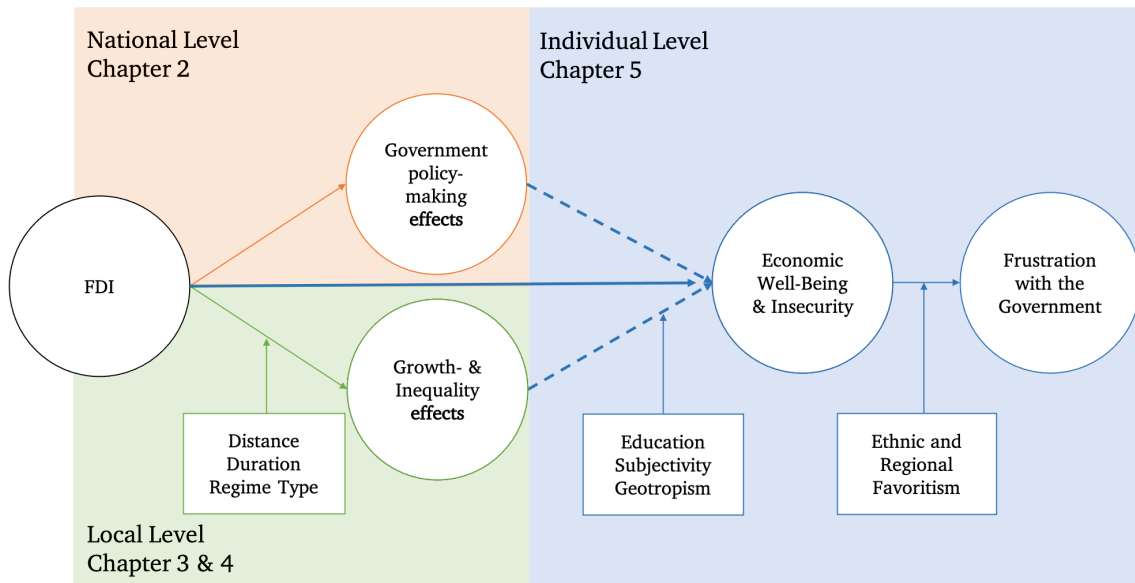 National Level
Chapter 2
Individual Level
Chapter 5
Government
policy-
making
effects
FDI
Economic
Well-Being
& Insecurity
Frustration
with the
Government
Growth- &
Inequality
effects
Distance
Duration
Regime Type
Education
Subjectivity
Geotropism
Ethnic and
Regional
Favoritism
Local Level
Chapter 3 & 4